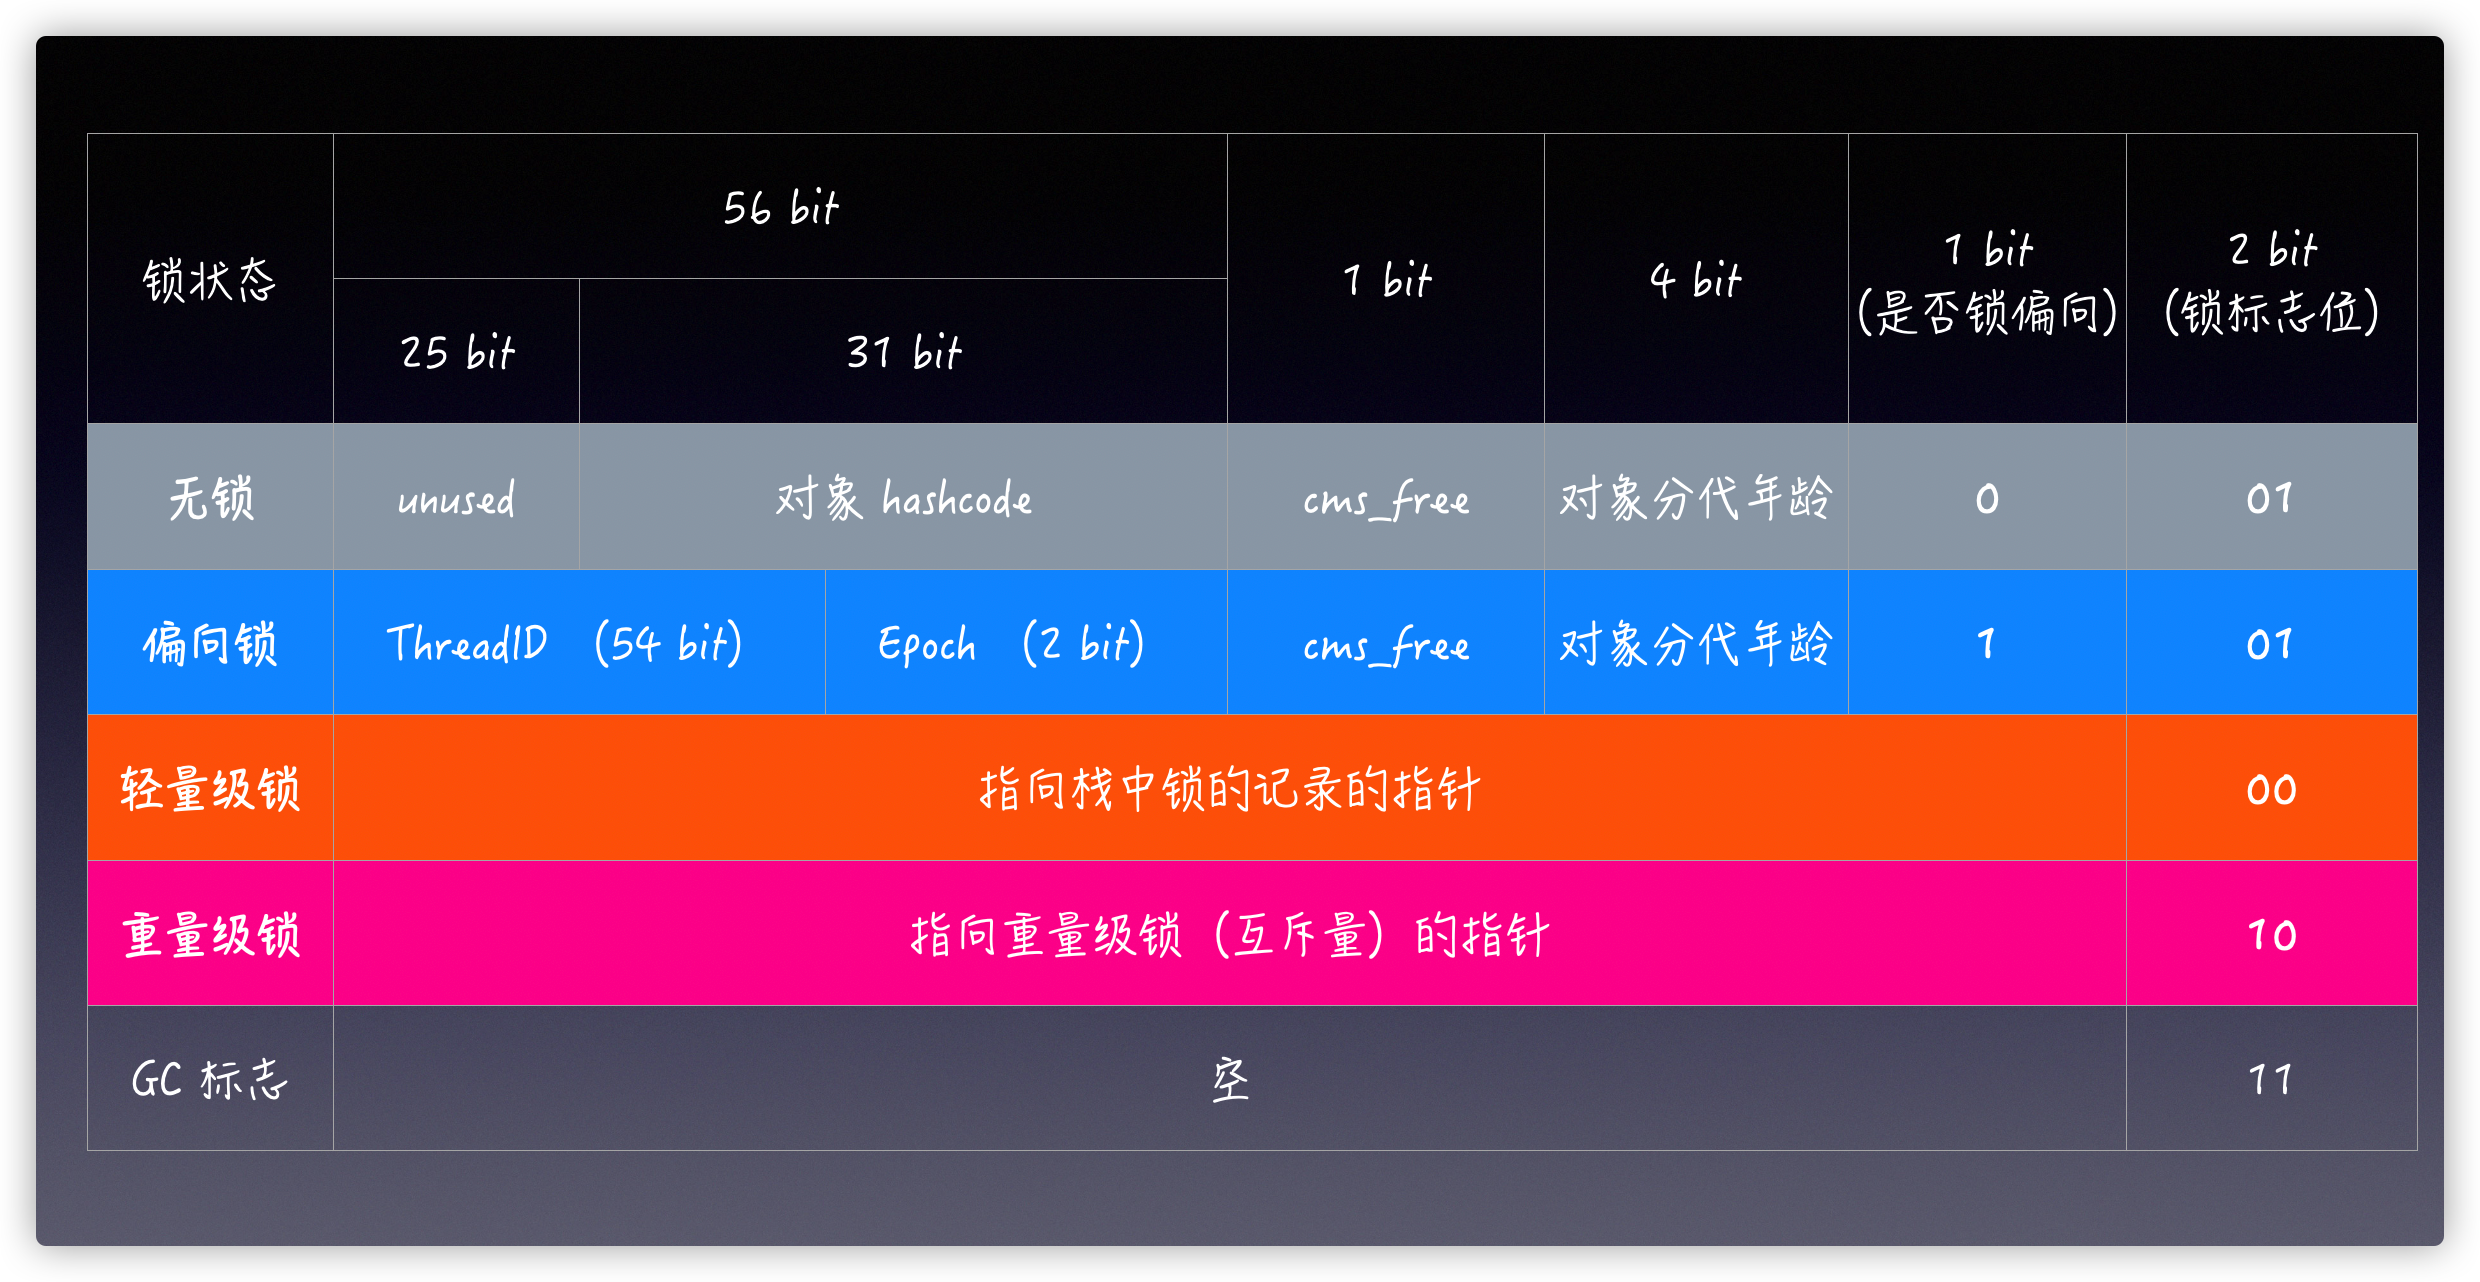 锁状态
56 bit
25 bit
31 bit
1 bit
4 bit
1 bit
(是否锁偏向)
2 bit
(锁标志位)
无锁
unused
对象 hashcode
cms_free
对象分代年龄
0
01
偏向锁
ThreadID (54 bit)
Epoch (2 bit)
cms_free
对象分代年龄
1
01
轻量级锁
指向栈中锁的记录的指针
00
重量级锁
指向重量级锁（互斥量）的指针
10
GC 标志
空
11